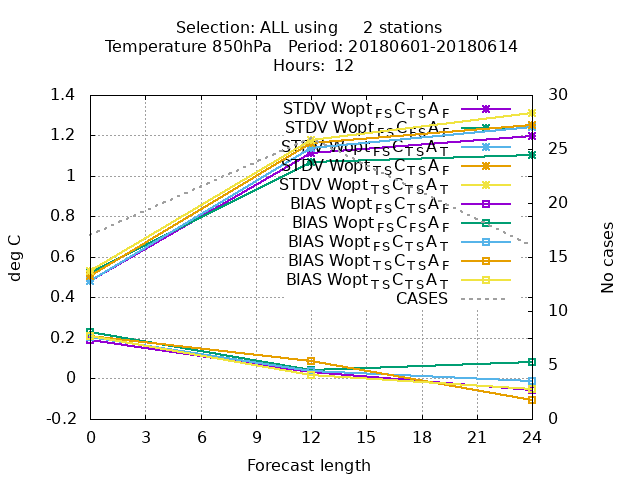 Selection: ALL using 2 stations
Temperature 850hPa Period: 20180601-20180614
Hours: 12
STDV Wopt FS C TS A F
STDV Wopt FS C FS A F
STDV Wopt FS C TS A T
STDV Wopt TS C TS A F
STDV Wopt TS C TS A T
BIAS Wopt FS C TS A F
BIAS Wopt FS C FS A F
BIAS Wopt FS C TS A T
BIAS Wopt TS C TS A F
BIAS Wopt TS C TS A T
CASES
1.4
1.2
1
0.8
0.6
0.4
0.2
0
-0.2
deg C
30
25
20
15
10
5
0
No cases
0 3 6 9 12 15 18 21 24
Forecast length